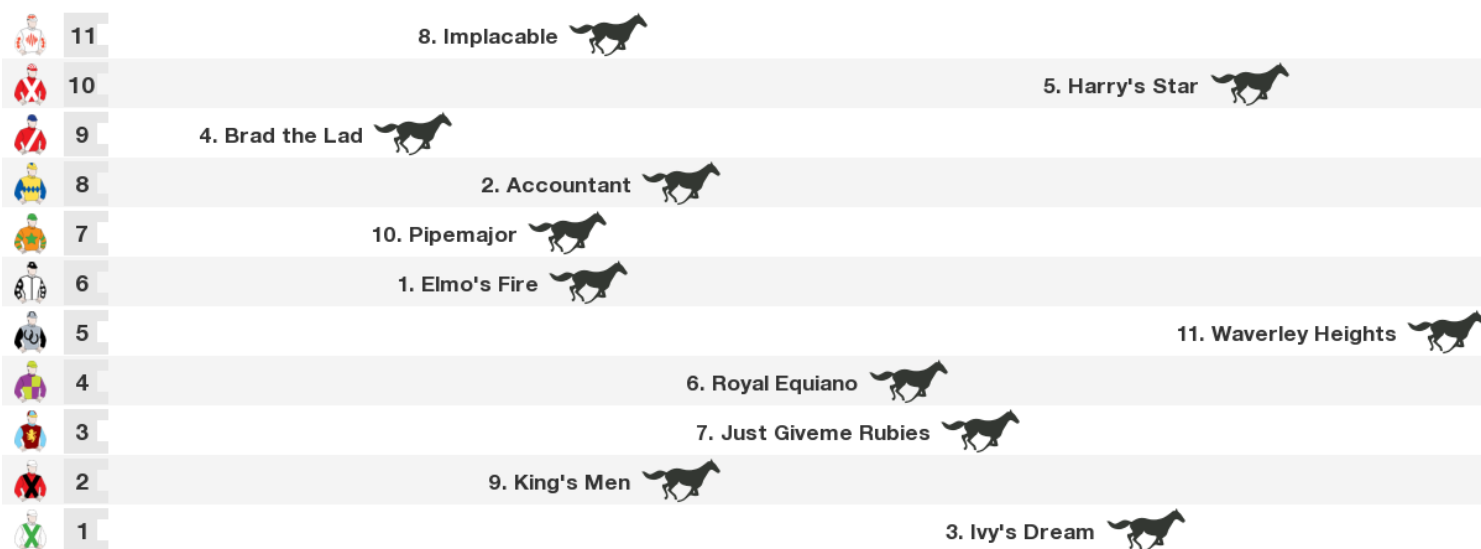 11 8. Implacable
10 5. Harry's Star
9 4. Brad the Lad
8 2. Accountant
7 10. Pipemajor
6 1. Elmo's Fire
5 11. Waverley Heights
4 6. Royal Equiano
3 7. Just Giveme Rubies
2 9. King's Men
1 3. Ivy's Dream